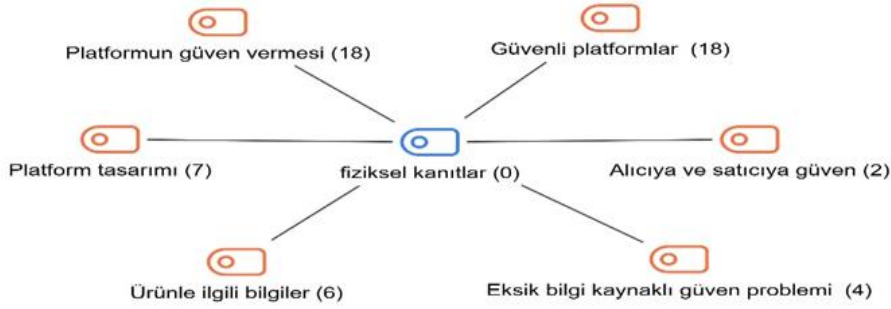 Platformun güven vermesi (18)
Güvenli platformlar (18)
Platform tasarımı (7)
fiziksel kanıtlar (0)
Alıcıya ve satıcıya güven (2)
Ürünle ilgili bilgiler (6)
Eksik bilgi kaynaklı güven problemi (4)